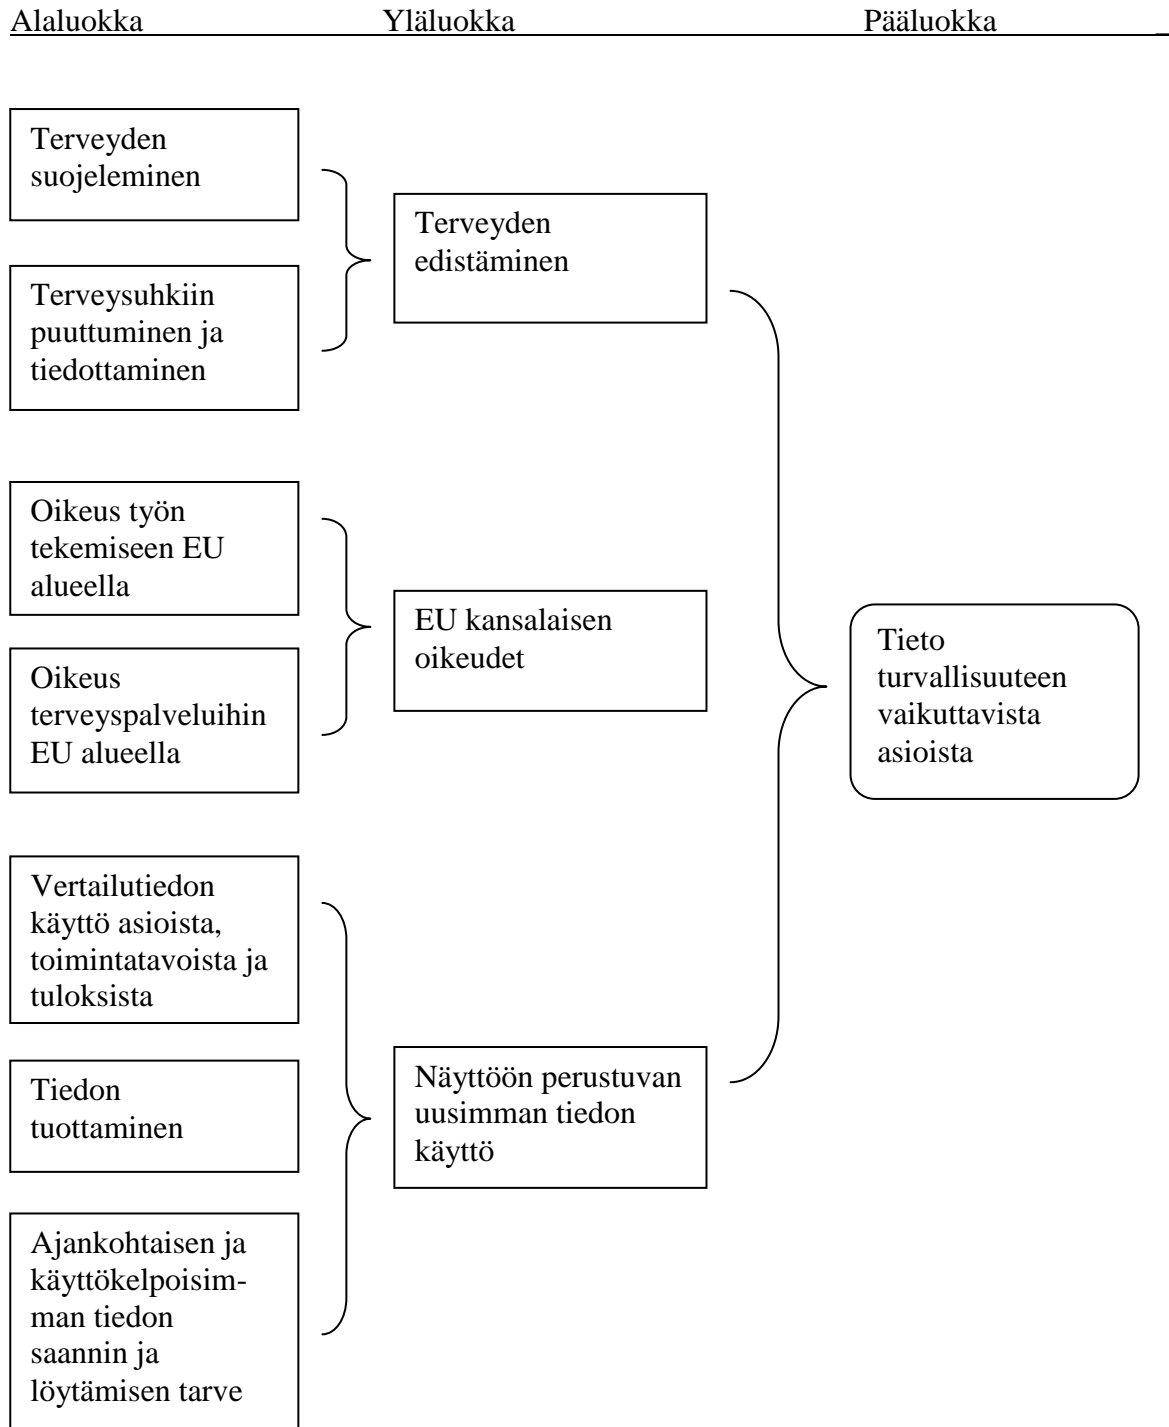 Alaluokka Yläluokka Pääluokka
Terveyden
suojeleminen
Terveysuhkiin
puuttuminen ja
tiedottaminen
Terveyden
edistäminen
Oikeus työn
tekemiseen EU
alueella
Oikeus
terveyspalveluihin
EU alueella
EU kansalaisen
oikeudet
Vertailutiedon
käyttö asioista,
toimintatavoista ja
tuloksista
Tiedon
tuottaminen
Ajankohtaisen ja
käyttökelpoisim-
man tiedon
saannin ja
löytämisen tarve
Näyttöön perustuvan
uusimman tiedon
käyttö
Tieto
turvallisuuteen
vaikuttavista
asioista